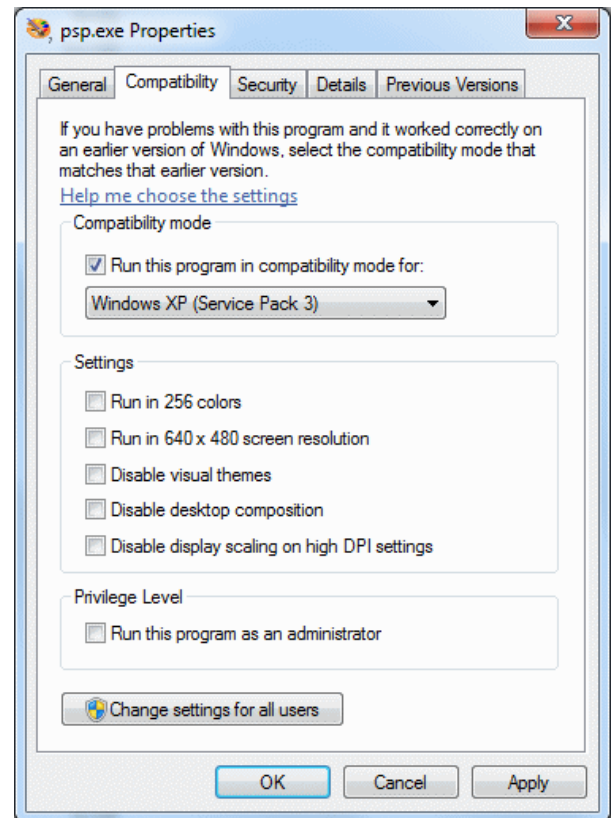 psp.exe Properties
General Compatibility Security Details Previous Versions
If you have problems with this program and it worked correctly on
an earlier version of Windows, select the compatibility mode that
matches that earlier version.
Help me choose the settings
Compatibility mode
Run this program in compatibility mode for:
Windows XP (Service Pack 3)
Settings
Run in 256 colors
Run in 640 x 480 screen resolution
Disable visual themes
Disable desktop composition
Disable display scaling on high DPI settings
Privilege Level
Run this program as an administrator
Change settings for all users
OK Cancel Apply